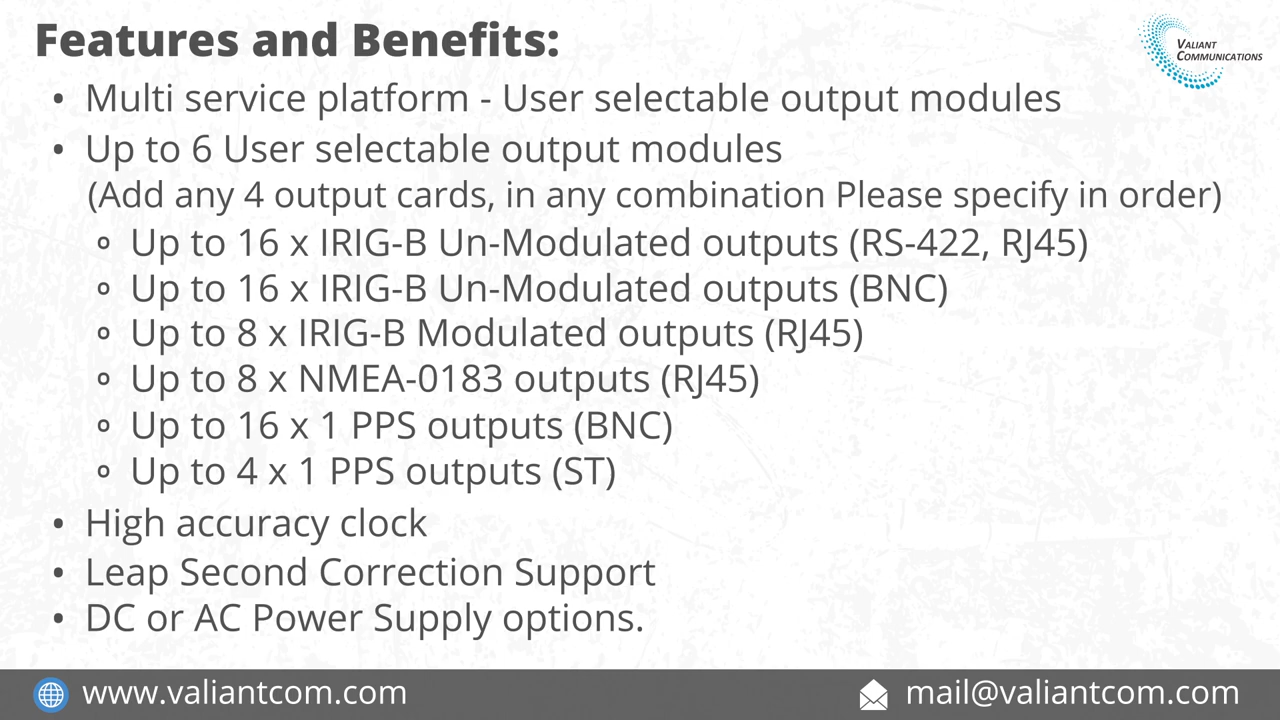 Features and Benefits:
VALIANT
COMMUNICATIONS
• Multi service platform - User selectable output modules
• Up to 6 User selectable output modules
(Add any 4 output cards, in any combination Please specify in order)
∘ Up to 16 x IRIG-B Un-Modulated outputs (RS-422, RJ45)
∘ Up to 16 x IRIG-B Un-Modulated outputs (BNC)
∘ Up to 8 x IRIG-B Modulated outputs (RJ45)
∘ Up to 8 x NMEA-0183 outputs (RJ45)
∘ Up to 16 x 1 PPS outputs (BNC)
∘ Up to 4 x 1 PPS outputs (ST)
• High accuracy clock
• Leap Second Correction Support
• DC or AC Power Supply options.
www.valiantcom.com
mail@valiantcom.com